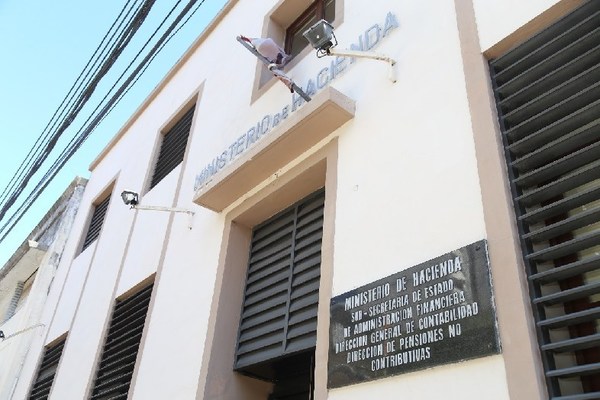 MINISTERIO DE HACIENDA
MINISTERIO DE HACIENDA
SUB - SECRETARIA DE ESTADO
DE ADMINISTRACION FINANCIERA
DIRECCION GENERAL DE CONTABILIDAD
DIRECCION DE PENSIONES NO
CONTRIBUTIVAS